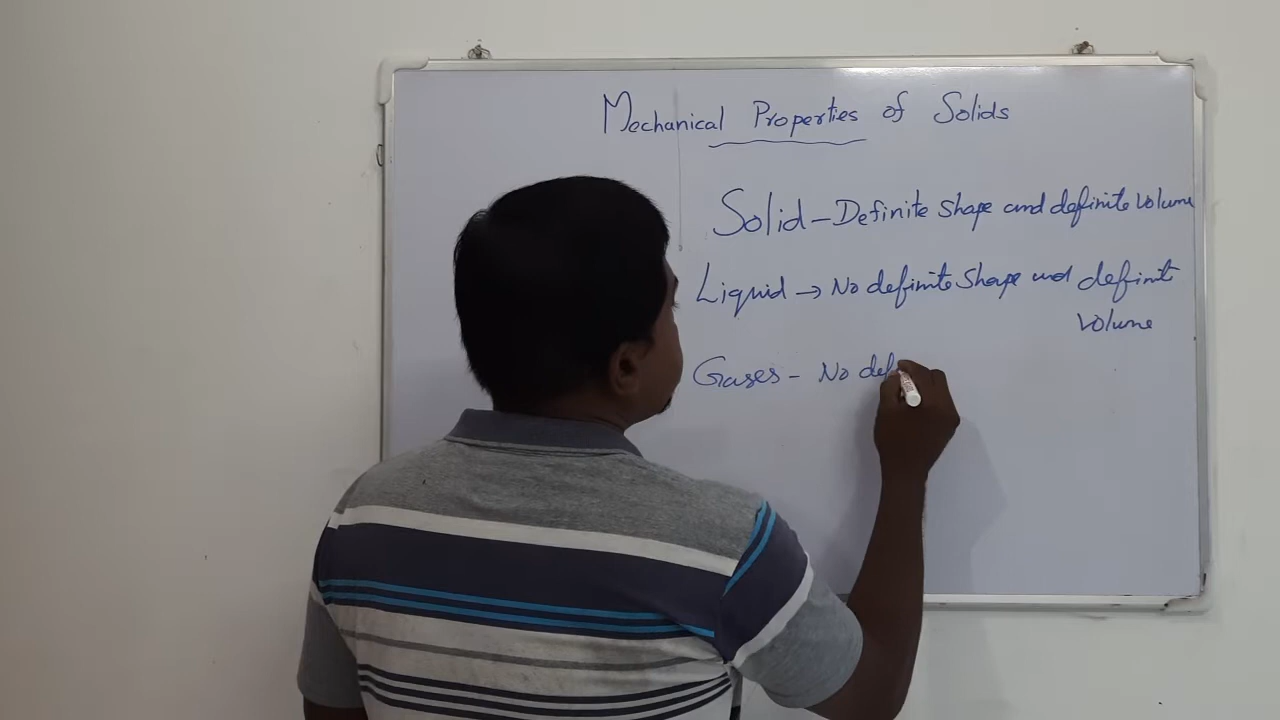 Mechanical Properties of Solids
Solid - Definite shape and definite volume
Liquid → No definite shape and definit
volume
Gases - No def